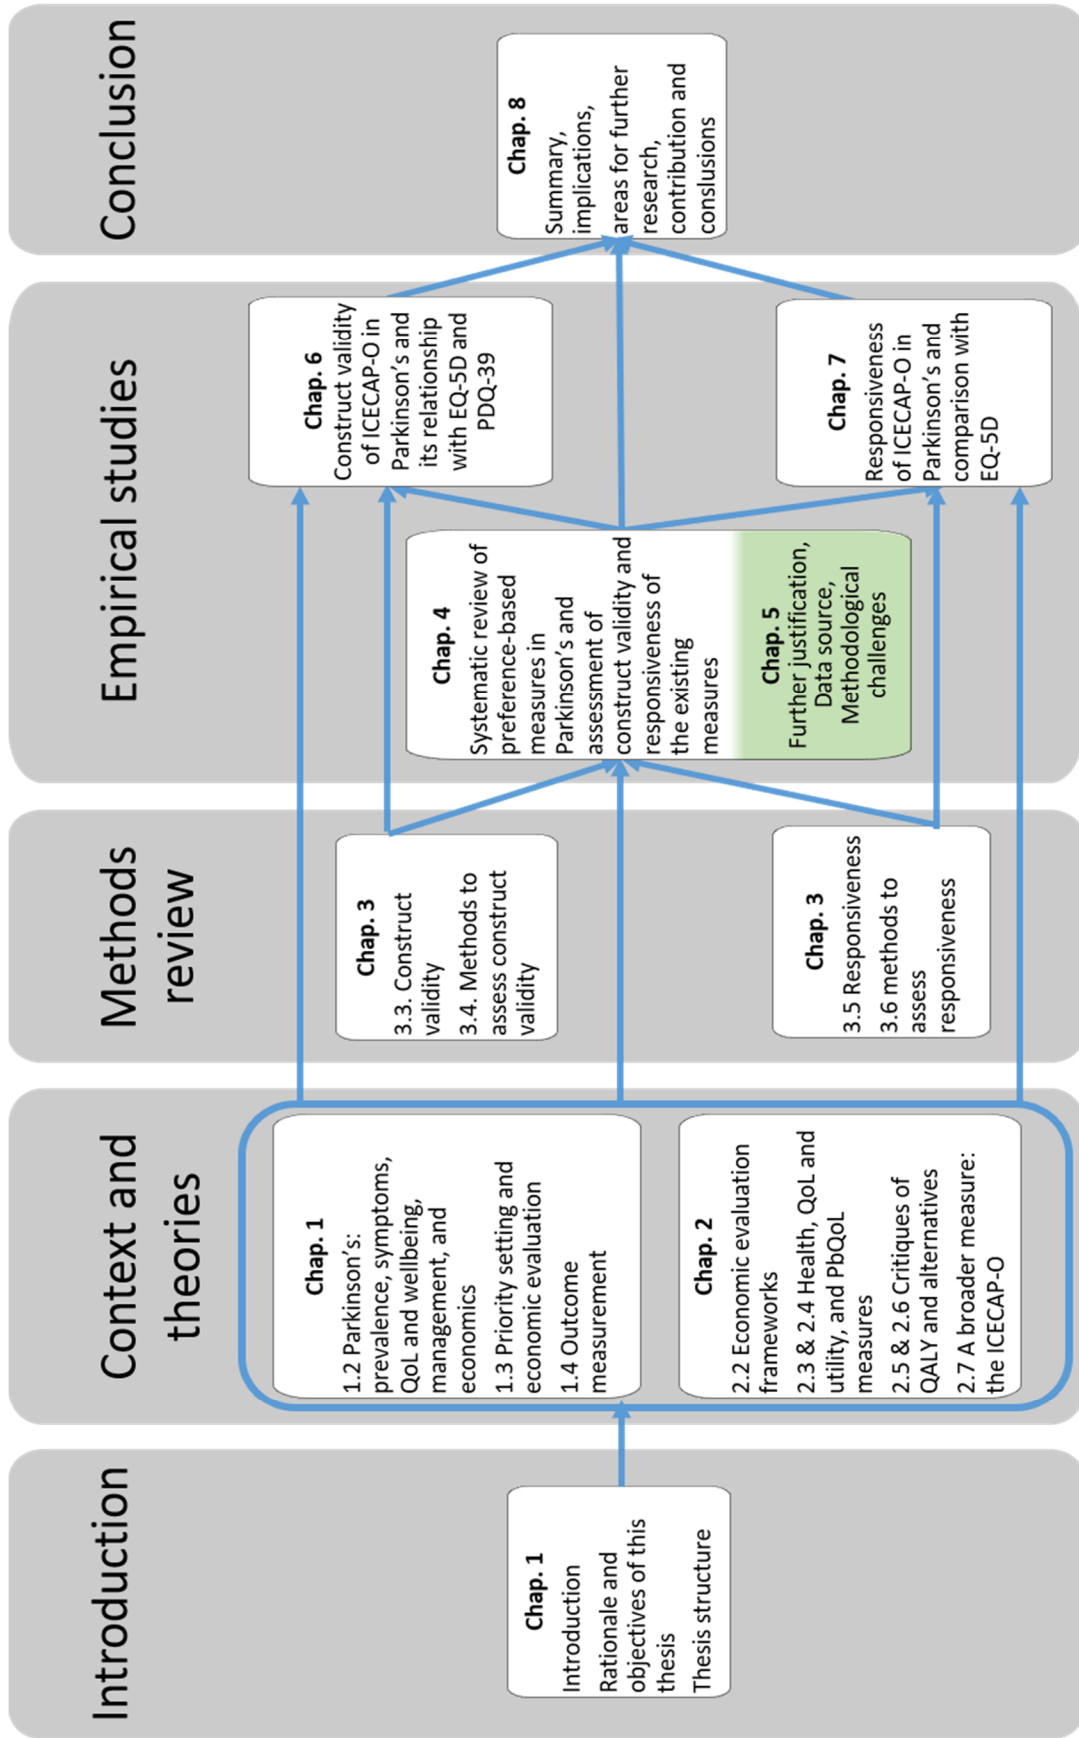 Introduction
Chap. 1
Introduction
Rationale and
objectives of this
thesis
Thesis structure
Context and
theories
Chap. 1
1.2 Parkinson's:
prevalence, symptoms,
QoL and wellbeing,
management, and
economics
1.3 Priority setting and
economic evaluation
1.4 Outcome
measurement
Chap. 2
2.2 Economic evaluation
frameworks
2.3 & 2.4 Health, QoL and
utility, and PbQoL
measures
2.5 & 2.6 Critiques of
QALY and alternatives
2.7 A broader measure:
the ICECAP-O
Methods
review
Chap. 3
3.3. Construct
validity
3.4. Methods to
assess construct
validity
Chap. 3
3.5 Responsiveness
3.6 methods to
assess
responsiveness
Empirical studies
Chap. 4
Systematic review of
preference-based
measures in
Parkinson's and
assessment of
construct validity and
responsiveness of
the existing
measures
Chap. 5
Further justification,
Data source,
Methodological
challenges
Chap. 6
Construct validity
of ICECAP-O in
Parkinson's and
its relationship
with EQ-5D and
PDQ-39
Chap. 7
Responsiveness
of ICECAP-O in
Parkinson's and
comparison with
EQ-5D
Conclusion
Chap. 8
Summary,
implications,
areas for further
research,
contribution and
conslusions